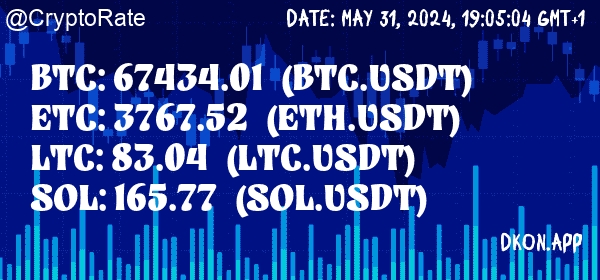 @CryptoRate
DATE: MAY 31, 2024, 19:05:04 GMT+1
BTC: 67434.01 (BTC.USDT)
ETC: 3767.52 (ETH.USDT)
LTC: 83.04 (LTC.USDT)
SOL: 165.77 (SOL.USDT)
DKON.APP